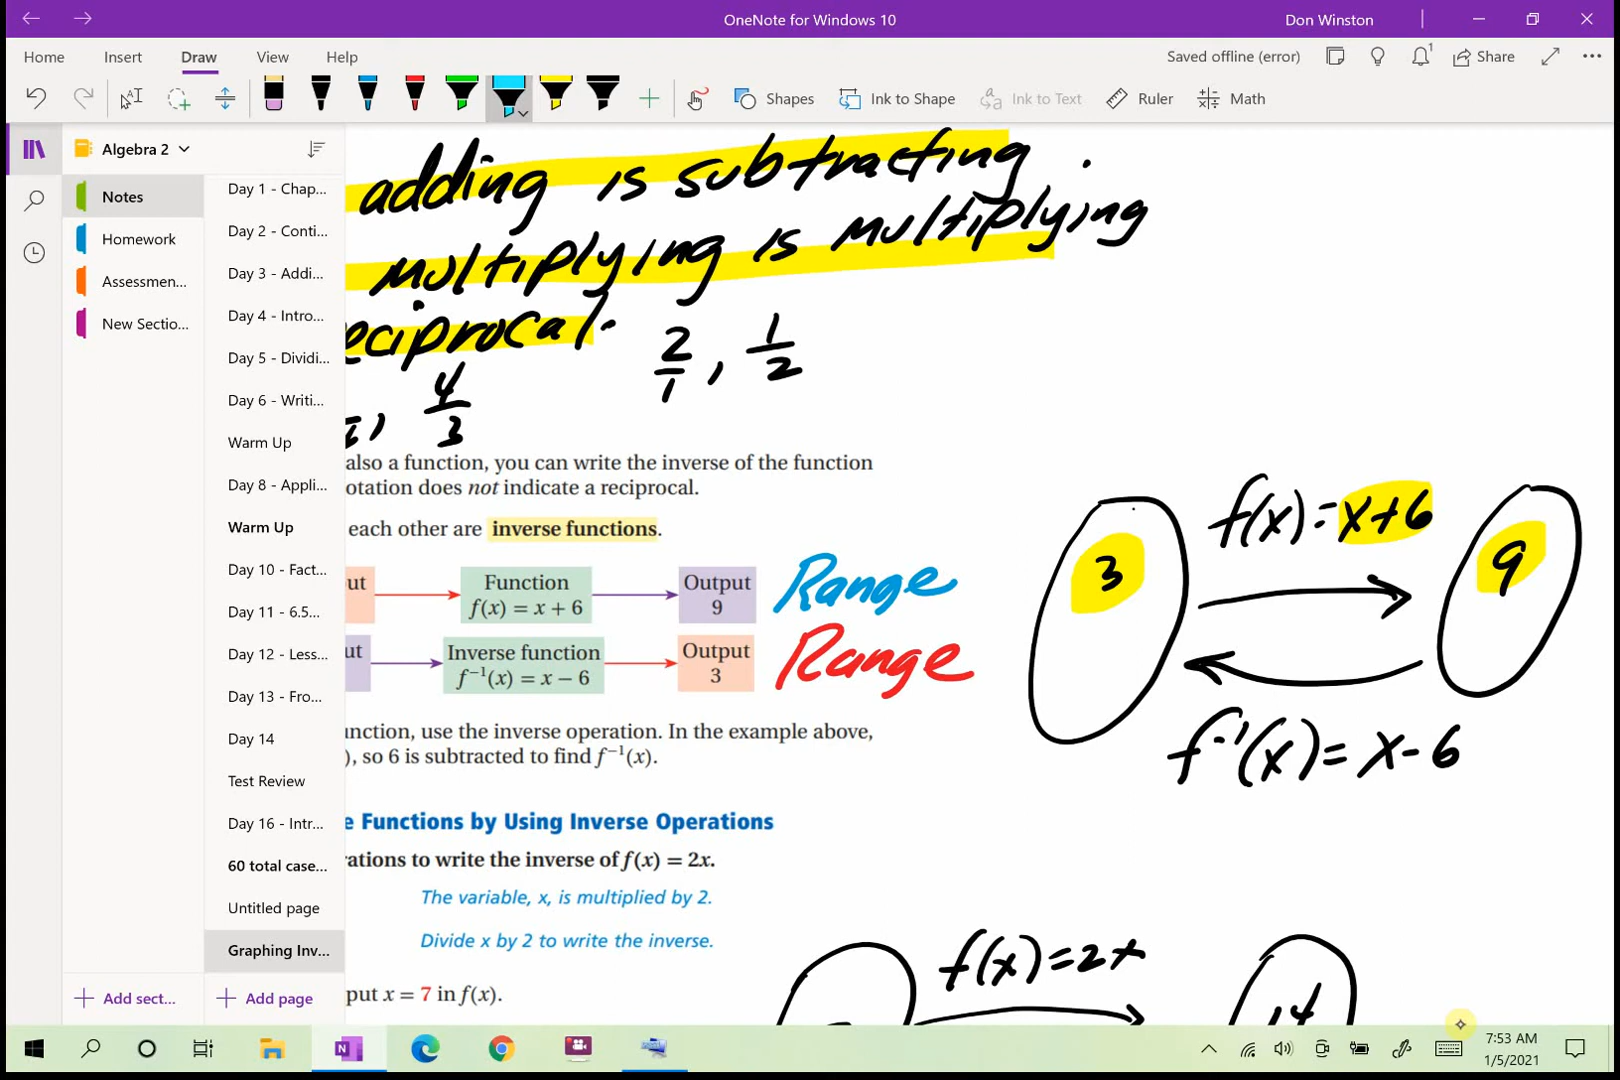 OneNote for Windows 10
Don Winston
Home
Insert
Draw
View
Help
Saved offline (error)
1
Share
Shapes
Ink to Shape
Ink to Text
Ruler
Math
Algebra 2
Notes
Homework
Assessmen...
New Sectio...
Add sect...
Day 1 - Chap...
Day 2 - Conti...
Day 3 - Addi...
Day 4 - Intro...
Day 5 - Dividi...
Day 6 - Writi...
Warm Up
Day 8 - Appli...
Warm Up
Day 10 - Fact...
Day 11 - 6.5...
Day 12 - Less...
Day 13 - Fro...
Day 14
Test Review
Day 16 - Intr...
60 total case...
Untitled page
Graphing Inv...
Add page
adding is subtracting.
multiplying is multiplying
eciprocal.
2/1, 1/2
, 4/3
also a function, you can write the inverse of the function
otation does not indicate a reciprocal.
each other are inverse functions.
ut
Function
f(x) = x + 6
Output
9
Range
ut
Inverse function
f⁻¹(x) = x − 6
Output
3
Range
unction, use the inverse operation. In the example above,
), so 6 is subtracted to find f⁻¹(x).
e Functions by Using Inverse Operations
rations to write the inverse of f(x) = 2x.
The variable, x, is multiplied by 2.
Divide x by 2 to write the inverse.
put x = 7 in f(x).
f(x)=x+6
3
9
f⁻¹(x)=x-6
f(x)=2x
14
7:53 AM
1/5/2021